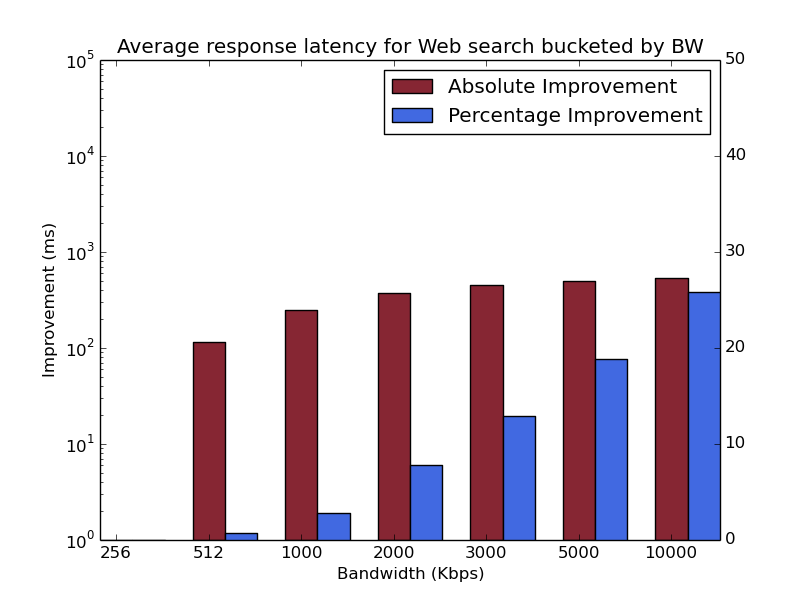 Average response latency for Web search bucketed by BW
Absolute Improvement
Percentage Improvement
Improvement (ms)
10^5
10^4
10^3
10^2
10^1
10^0
50
40
30
20
10
0
256 512 1000 2000 3000 5000 10000
Bandwidth (Kbps)